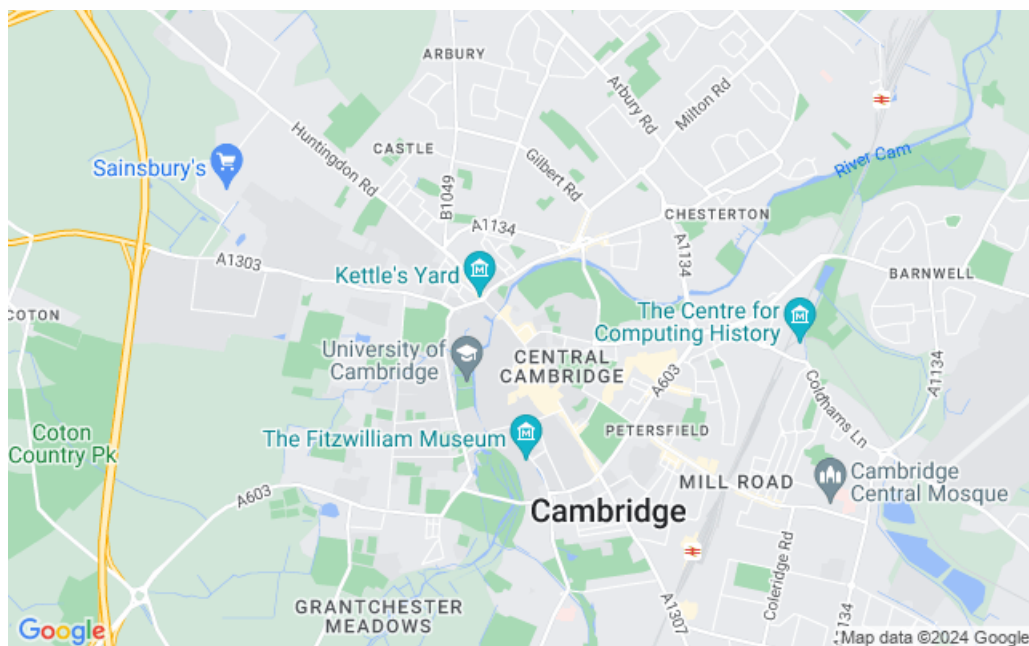 ARBURY
Arbury Rd
Milton Rd
Huntingdon Rd
CASTLE
Sainsbury's
B1049
Gilbert Rd
River Cam
A1134
CHESTERTON
A1134
A1303
Kettle's Yard
BARNWELL
COTON
The Centre for
Computing History
University of
Cambridge
CENTRAL
CAMBRIDGE
A603
A1134
Coldhams Ln
Coton
Country Pk
The Fitzwilliam Museum
PETERSFIELD
MILL ROAD
Cambridge
Central Mosque
A603
Cambridge
Coleridge Rd
GRANTCHESTER
MEADOWS
A1307
1134
Google
Map data ©2024 Google